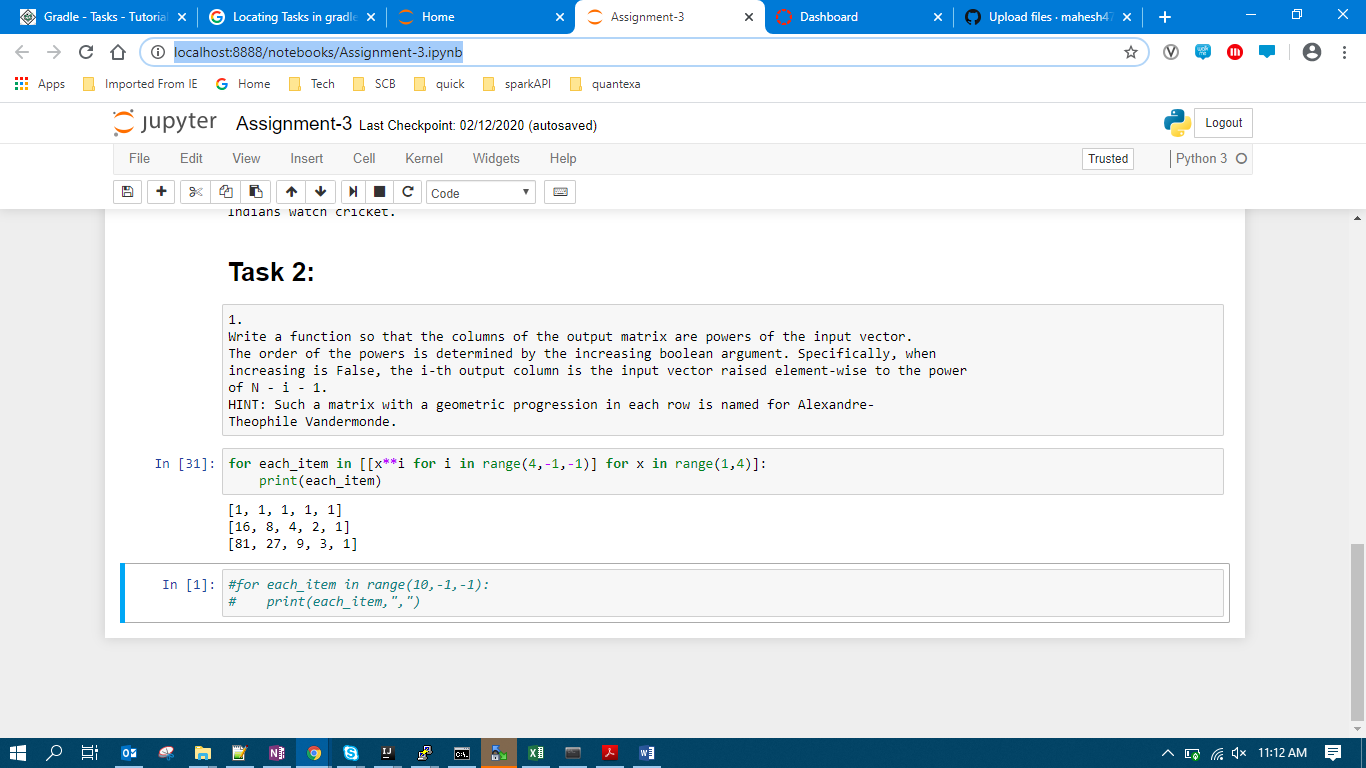 Gradle - Tasks - Tutorial
Locating Tasks in gradle
Home
Assignment-3
Dashboard
Upload files · mahesh47
localhost:8888/notebooks/Assignment-3.ipynb
Apps Imported From IE Home Tech SCB quick sparkAPI quantexa
jupyter Assignment-3 Last Checkpoint: 02/12/2020 (autosaved) Logout
File Edit View Insert Cell Kernel Widgets Help Trusted Python 3
Code
Indians watch cricket.
Task 2:
1.
Write a function so that the columns of the output matrix are powers of the input vector.
The order of the powers is determined by the increasing boolean argument. Specifically, when
increasing is False, the i-th output column is the input vector raised element-wise to the power
of N - i - 1.
HINT: Such a matrix with a geometric progression in each row is named for Alexandre-
Theophile Vandermonde.
In [31]: for each_item in [[x**i for i in range(4,-1,-1)] for x in range(1,4)]:
print(each_item)
[1, 1, 1, 1, 1]
[16, 8, 4, 2, 1]
[81, 27, 9, 3, 1]
In [1]: #for each_item in range(10,-1,-1):
#    print(each_item,",")
11:12 AM